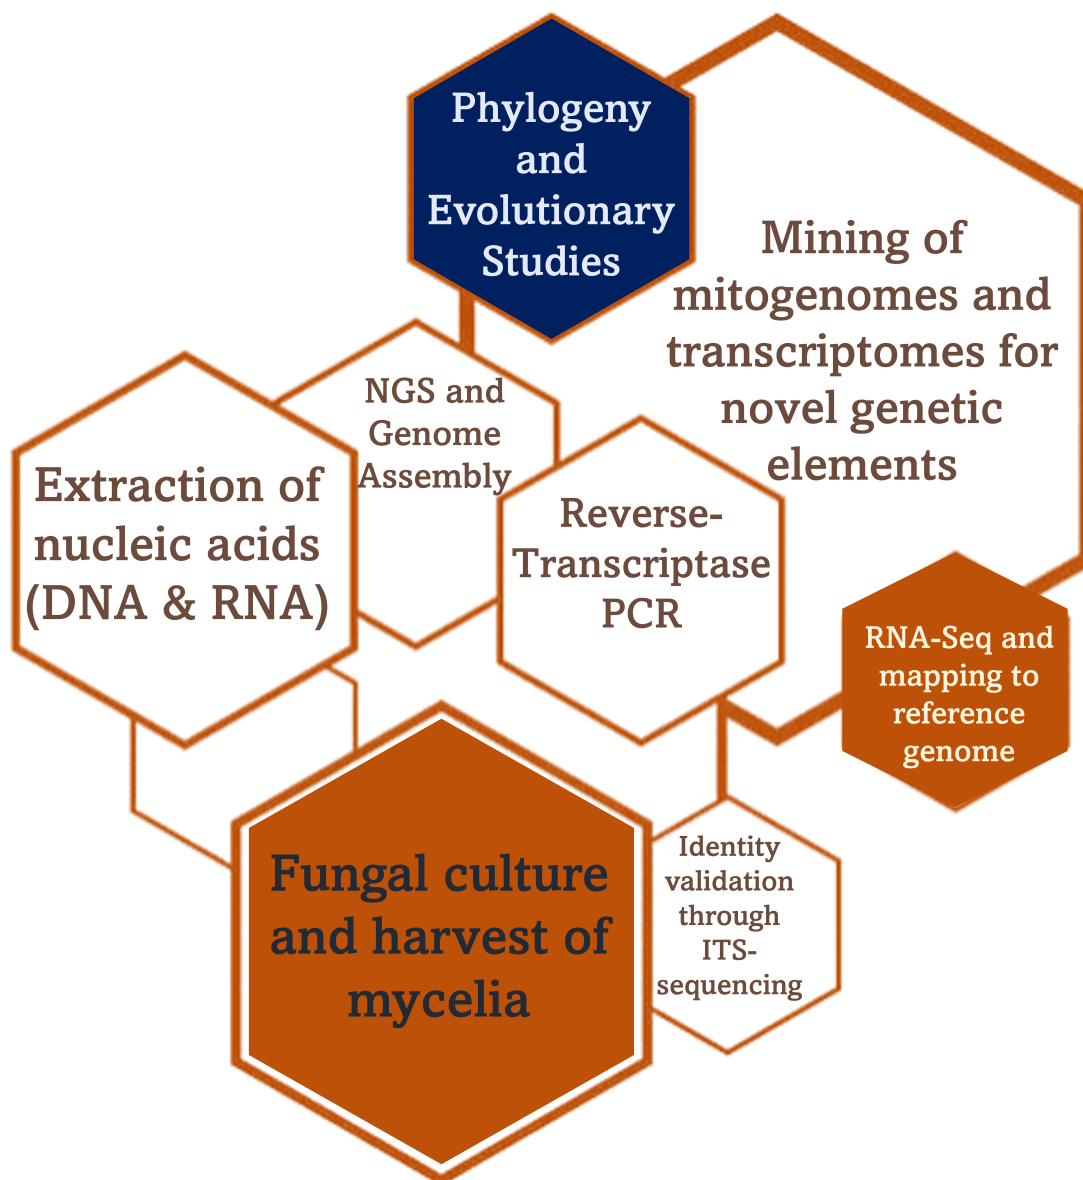 Phylogeny
and
Evolutionary
Studies
Mining of
mitogenomes and
transcriptomes for
novel genetic
elements
NGS and
Genome
Assembly
Extraction of
nucleic acids
(DNA & RNA)
Reverse-
Transcriptase
PCR
RNA-Seq and
mapping to
reference
genome
Fungal culture
and harvest of
mycelia
Identity
validation
through
ITS-
sequencing